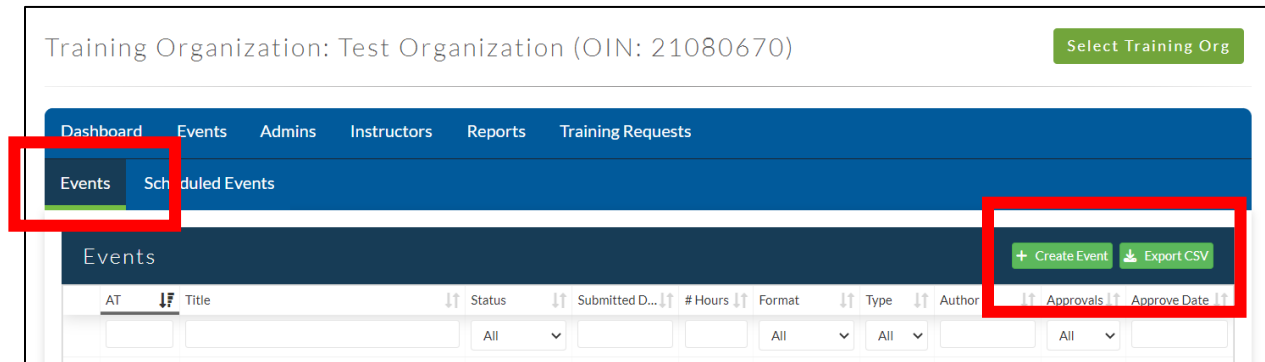 Training Organization: Test Organization (OIN: 21080670)
Select Training Org
Dashboard Events Admins Instructors Reports Training Requests
Events Scheduled Events
Events
+ Create Event Export CSV
AT Title Status Submitted D... # Hours Format Type Author Approvals Approve Date
All All All All